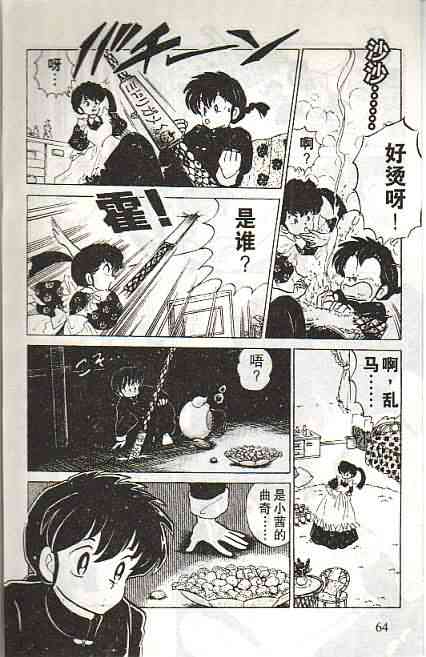 沙沙……
好烫呀！
啊？
バチーン
呀…
是谁？
霍！
啊，乱
马……
唔？
是小茜的
曲奇……
64